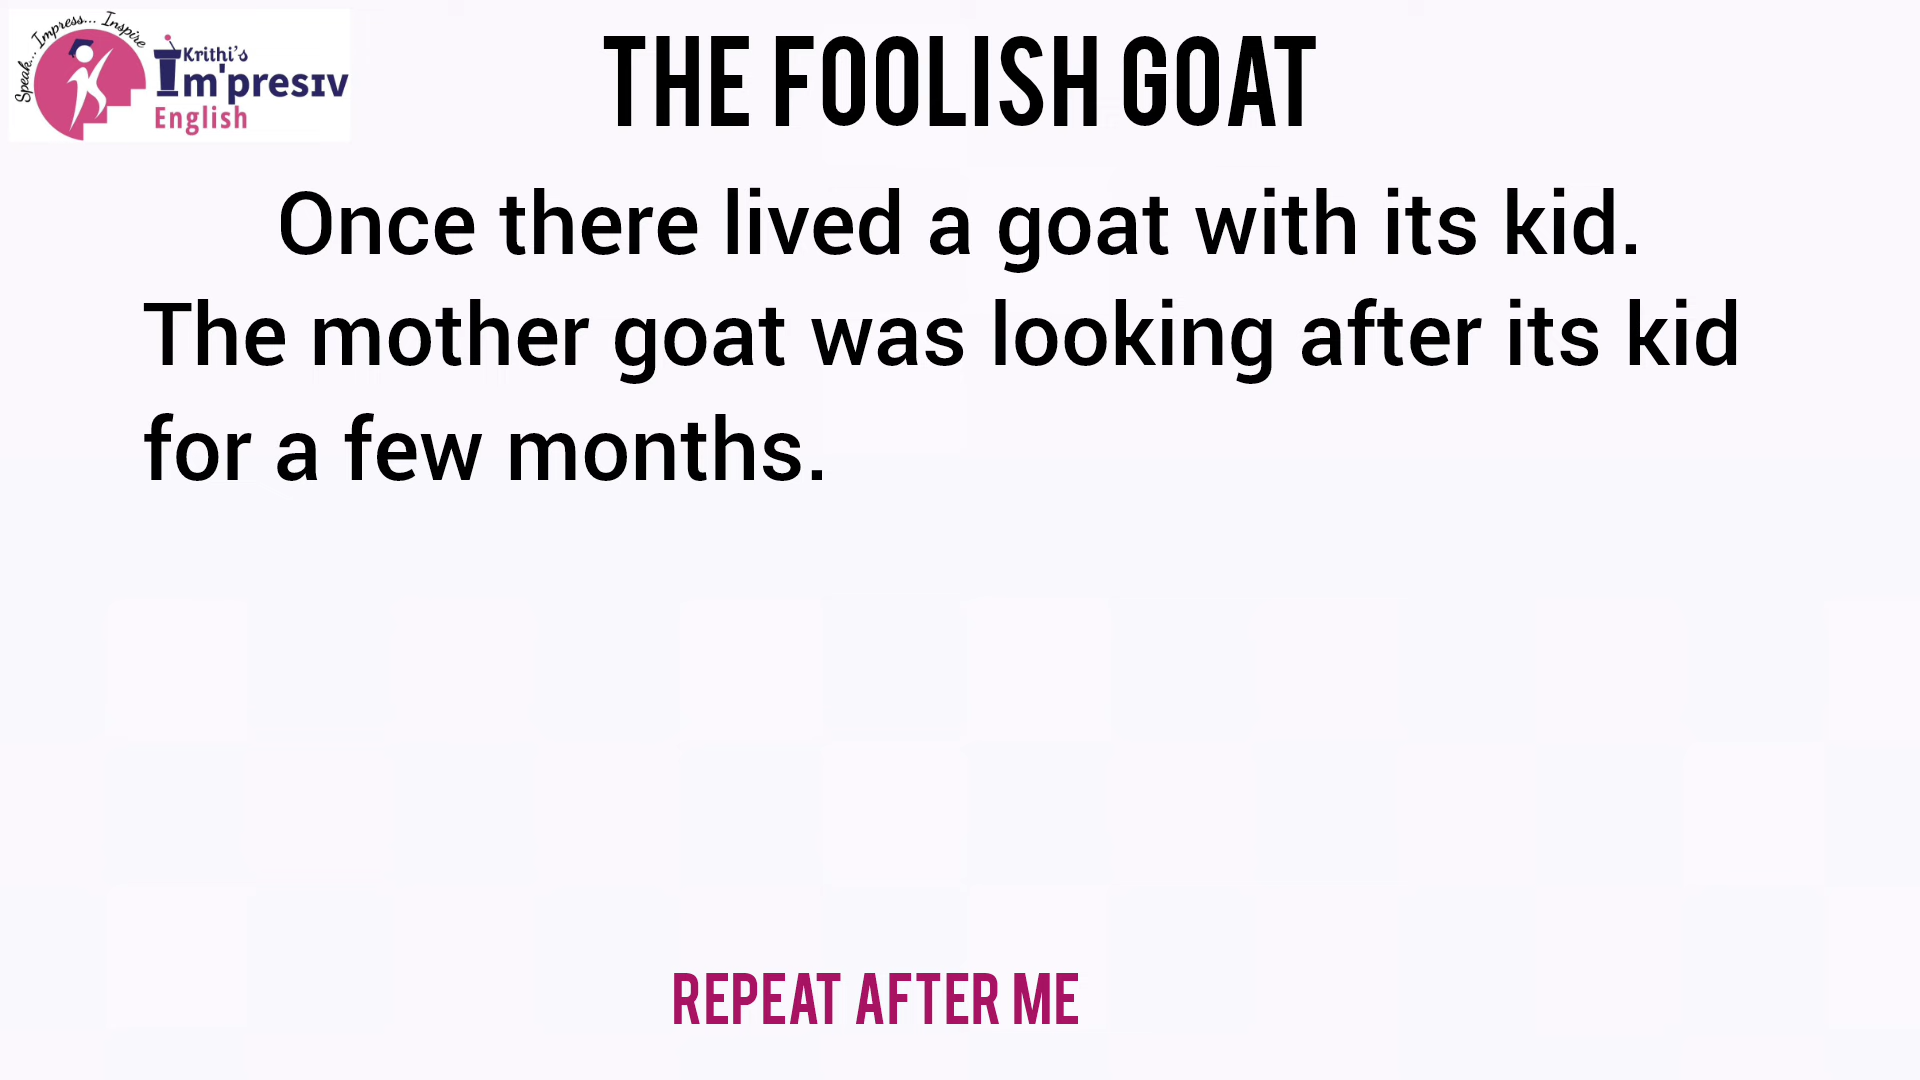 Speak... Impress... Inspire
Krithi's
Im'presıv
English
THE FOOLISH GOAT
Once there lived a goat with its kid.
The mother goat was looking after its kid
for a few months.
REPEAT AFTER ME